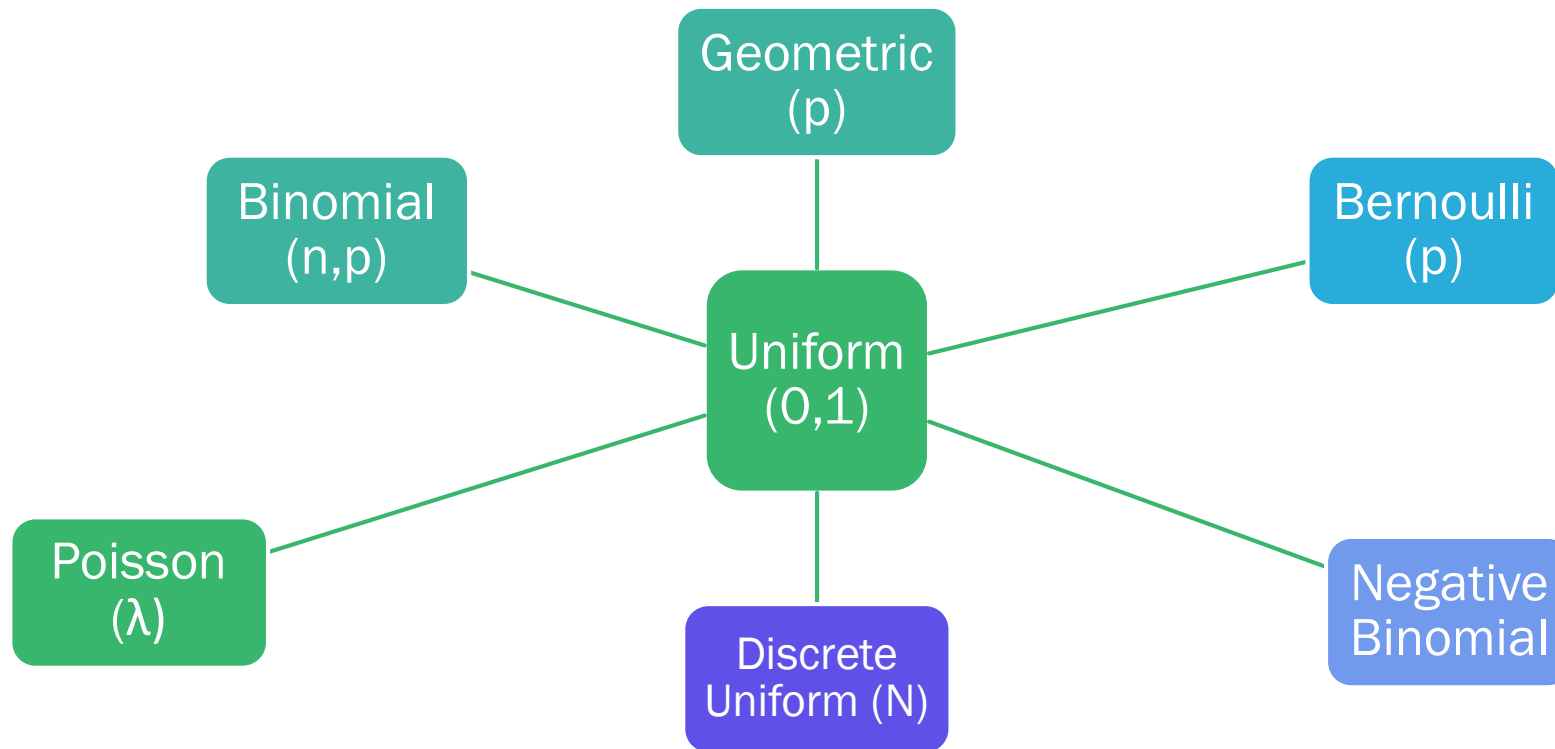 Geometric
(p)
Binomial
(n,p)
Bernoulli
(p)
Uniform
(0,1)
Poisson
(λ)
Negative
Binomial
Discrete
Uniform (N)